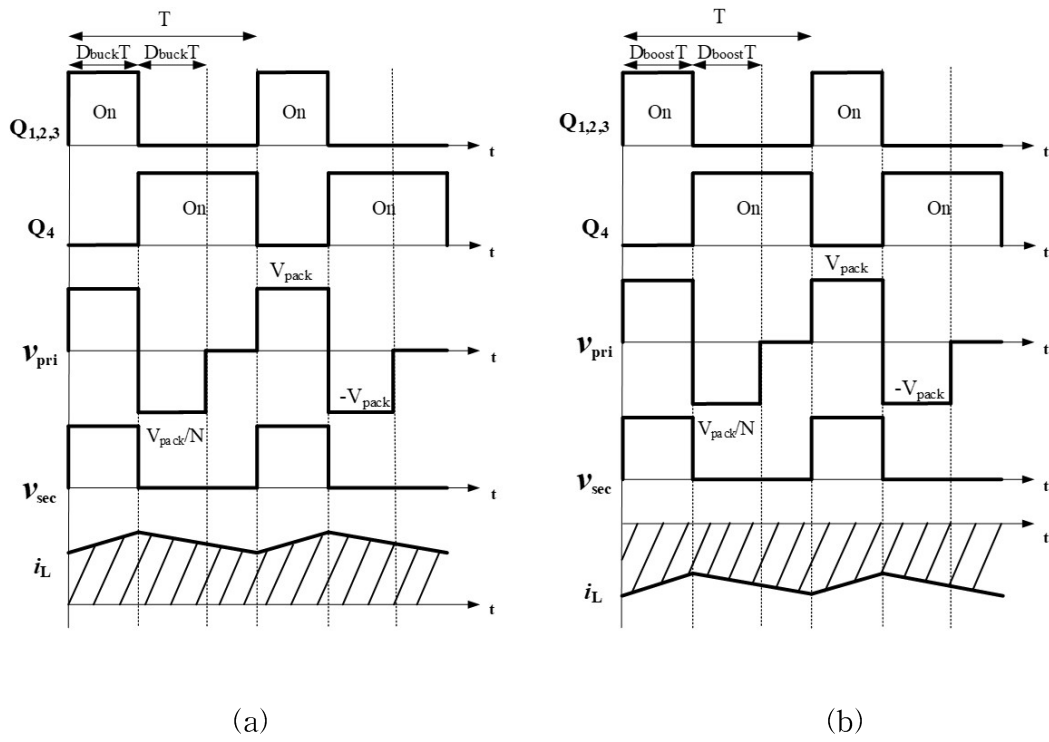 T
DbuckT DbuckT
On On
Q1,2,3
t
On On
Q4
t
Vpack
vpri
t
-Vpack
Vpack/N
vsec
t
iL
t
(a)
T
DboostT DboostT
On On
Q1,2,3
t
On On
Q4
t
Vpack
vpri
t
-Vpack
Vpack/N
vsec
t
t
iL
(b)